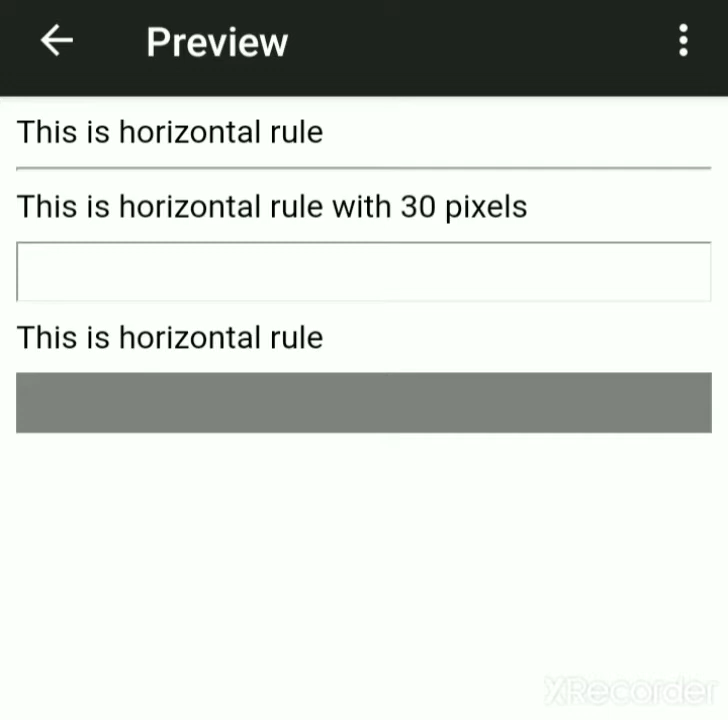 Preview
This is horizontal rule
This is horizontal rule with 30 pixels
This is horizontal rule
XRecorder